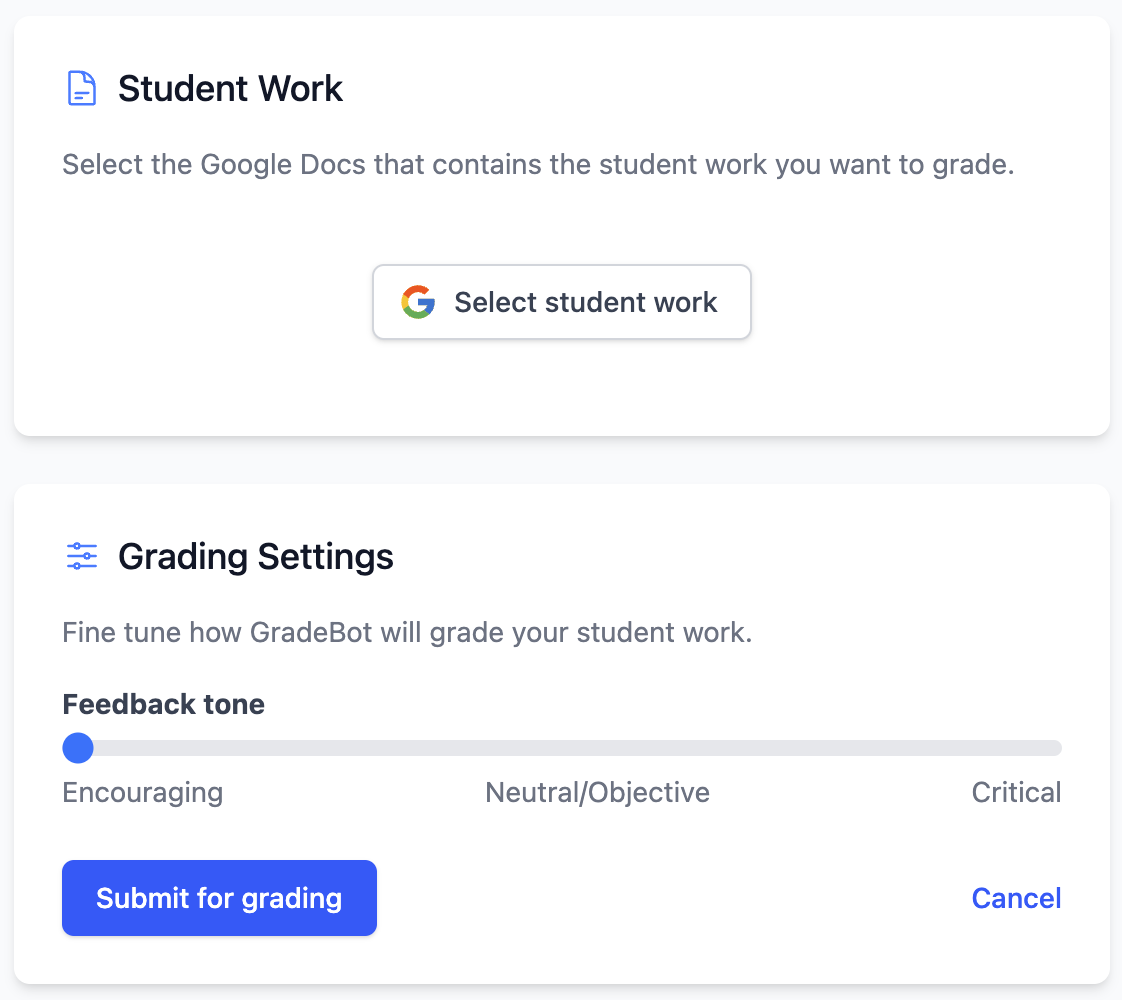 Student Work
Select the Google Docs that contains the student work you want to grade.
Select student work
Grading Settings
Fine tune how GradeBot will grade your student work.
Feedback tone
Encouraging Neutral/Objective Critical
Submit for grading Cancel